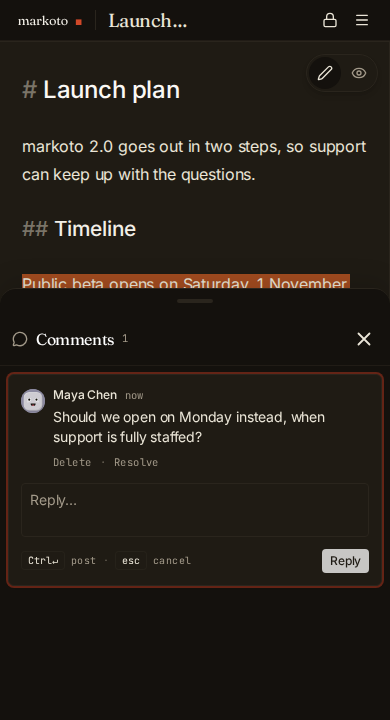 markoto
Launch...
# Launch plan
markoto 2.0 goes out in two steps, so support
can keep up with the questions.
## Timeline
Public beta opens on Saturday, 1 November
Comments 1
Maya Chen now
Should we open on Monday instead, when
support is fully staffed?
Delete · Resolve
Reply...
Ctrl↵ post · esc cancel
Reply